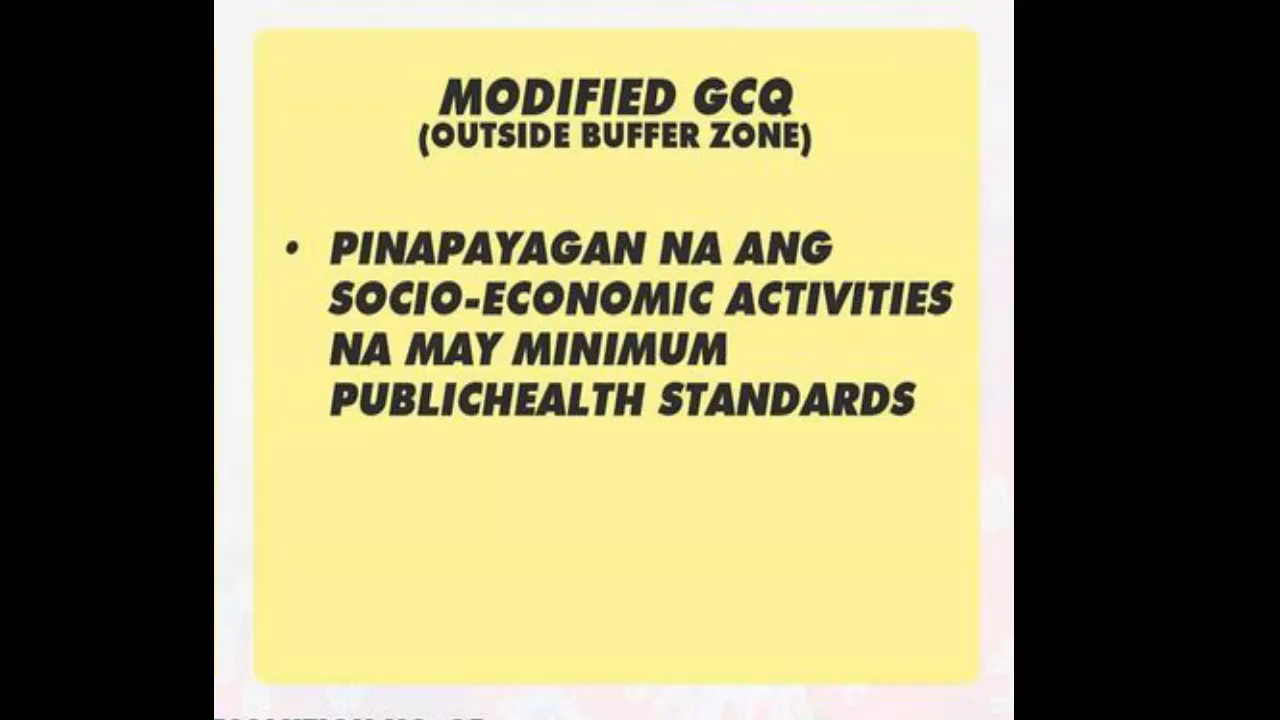 MODIFIED GCQ
(OUTSIDE BUFFER ZONE)
• PINAPAYAGAN NA ANG
SOCIO-ECONOMIC ACTIVITIES
NA MAY MINIMUM
PUBLICHEALTH STANDARDS